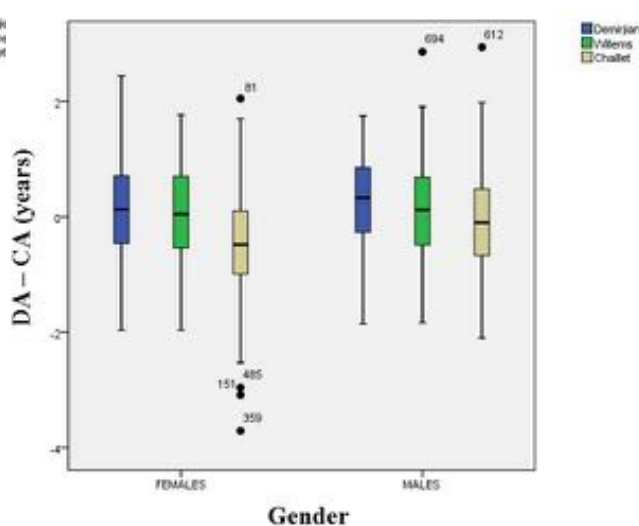 Demirjian
Willems
Chaillet
DA – CA (years)
2
0
-2
-4
81
485
151
359
694
612
FEMALES
MALES
Gender